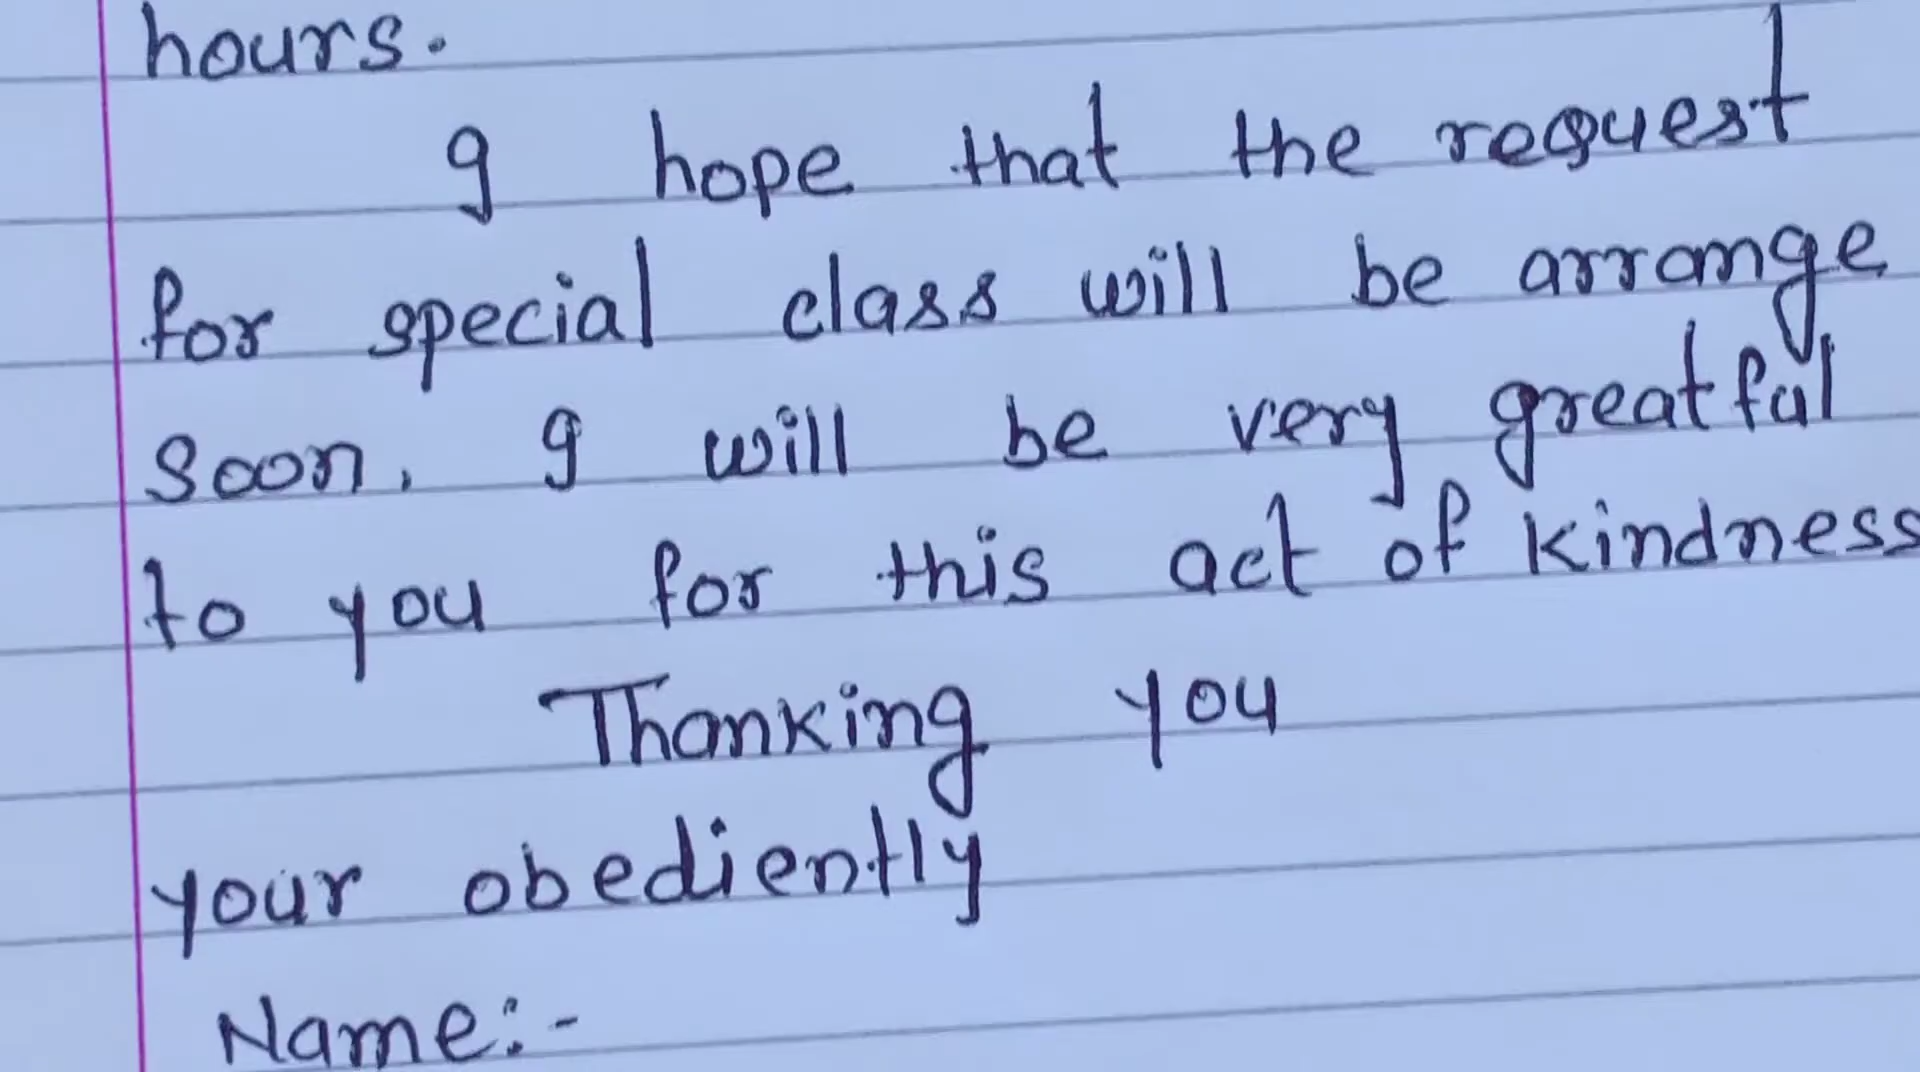 hours.
I hope that the request
for special class will be arrange
soon. I will be very greatful
to you for this act of kindness
Thanking you
your obediently
Name:-